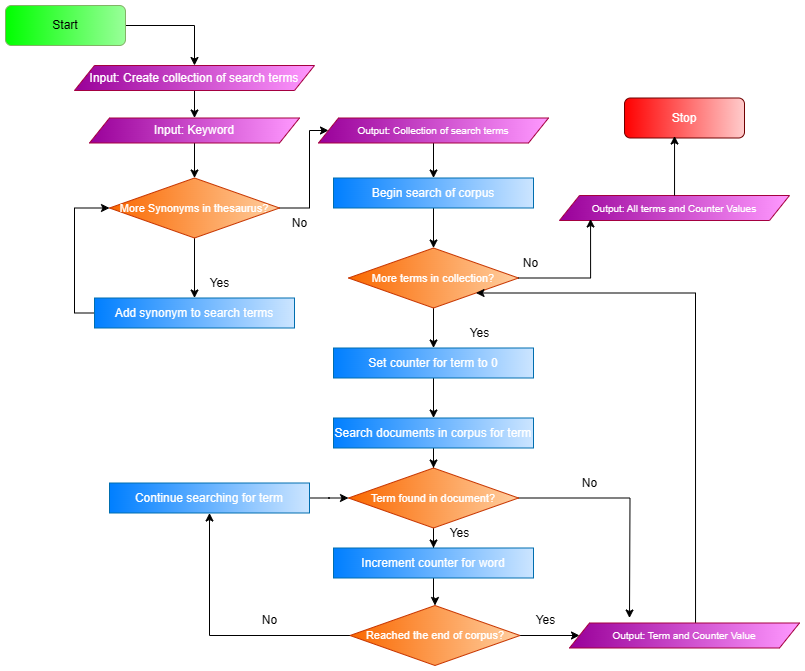 Start
Input: Create collection of search terms
Input: Keyword
More Synonyms in thesaurus?
No
Yes
Add synonym to search terms
Output: Collection of search terms
Begin search of corpus
More terms in collection?
No
Output: All terms and Counter Values
Stop
Yes
Set counter for term to 0
Search documents in corpus for term
Term found in document?
No
Continue searching for term
Yes
Increment counter for word
Reached the end of corpus?
No
Yes
Output: Term and Counter Value